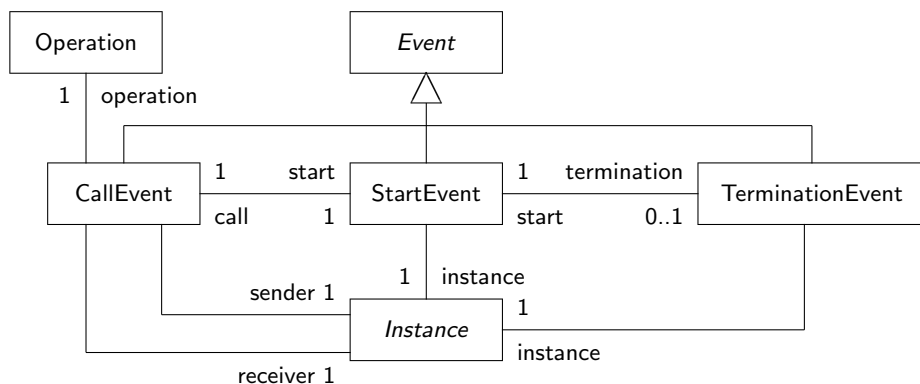 Operation
Event
1 operation
CallEvent
1 start
call 1
StartEvent
1 termination
start 0..1
TerminationEvent
1 instance
sender 1
Instance
1
instance
receiver 1